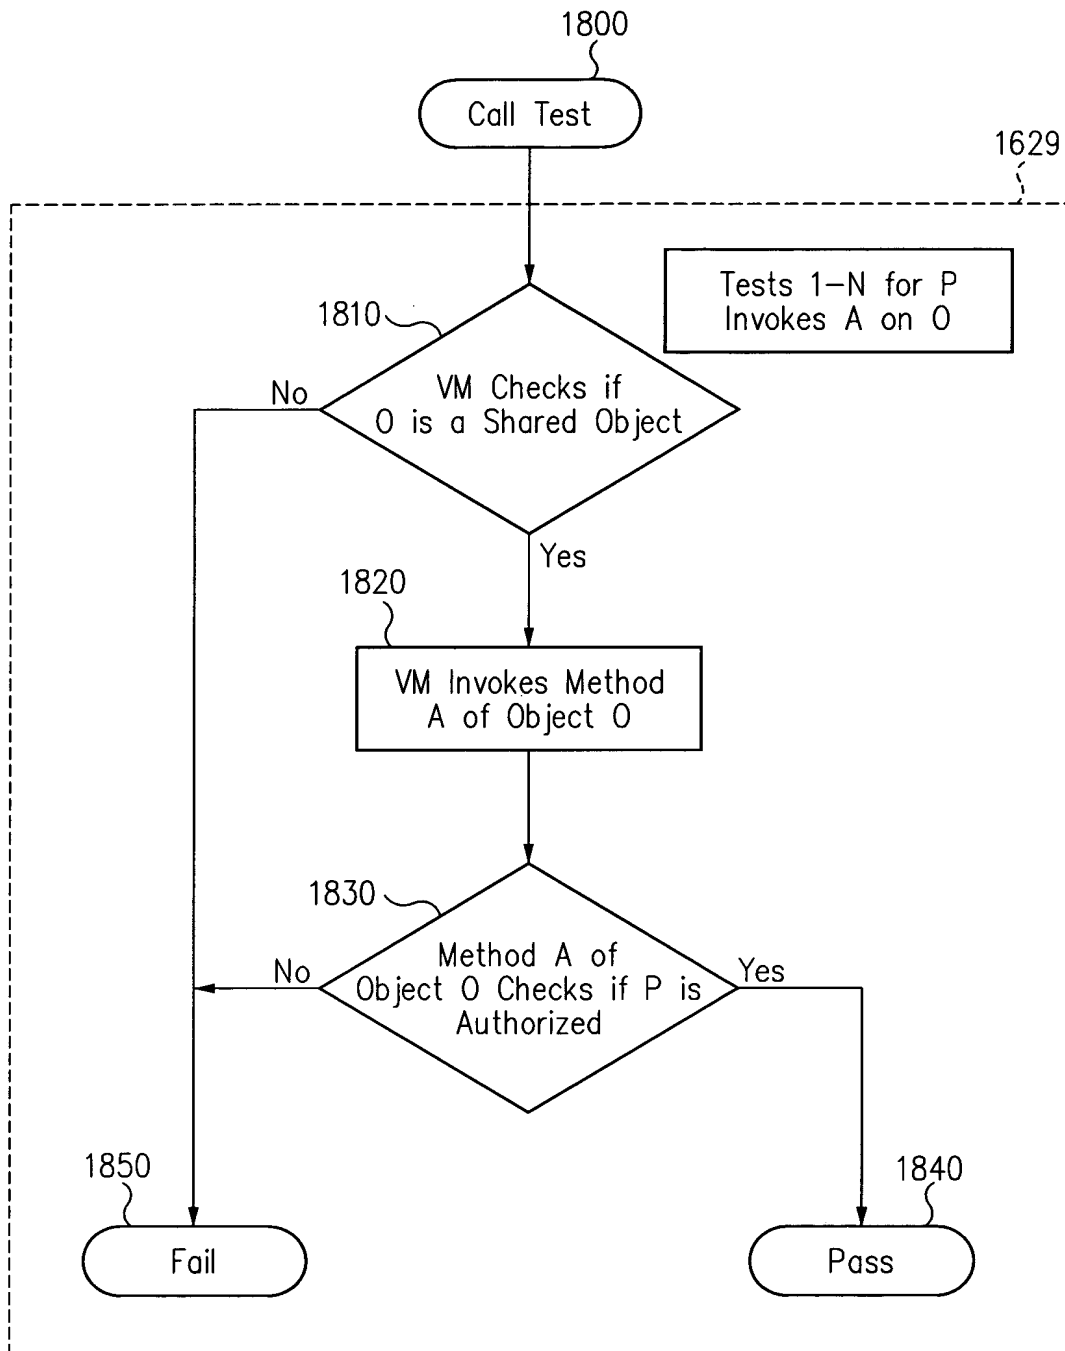 1800
Call Test
1629
Tests 1-N for P
Invokes A on O
1810
No
VM Checks if
O is a Shared Object
Yes
1820
VM Invokes Method
A of Object O
1830
No
Method A of
Object O Checks if P is
Authorized
Yes
1850
Fail
1840
Pass